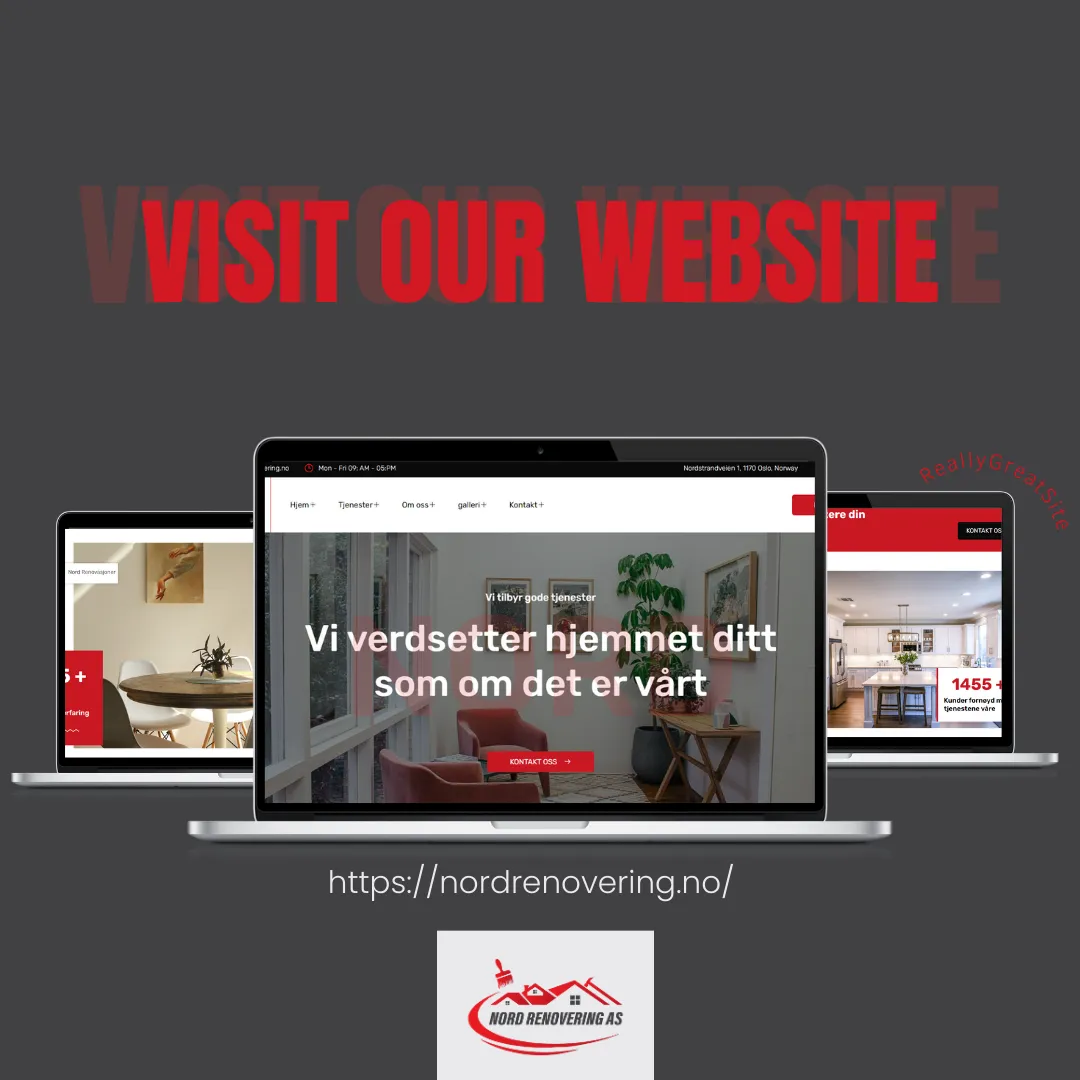 VISIT OUR WEBSITE
ReallyGreatSite
ering.no
Mon - Fri 09: AM - 05:PM
Nordstrandveien 1, 1170 Oslo, Norway
Hjem+
Tjenester+
Om oss+
galleri+
Kontakt+
Vi tilbyr gode tjenester
NORD
Vi verdsetter hjemmet ditt
som om det er vårt
KONTAKT OSS →
Nord Renovasjoner
5 +
rfaring
tere din
KONTAKT OS
1455 +
Kunder fornøyd m
tjenestene våre
https://nordrenovering.no/
NORD RENOVERING AS